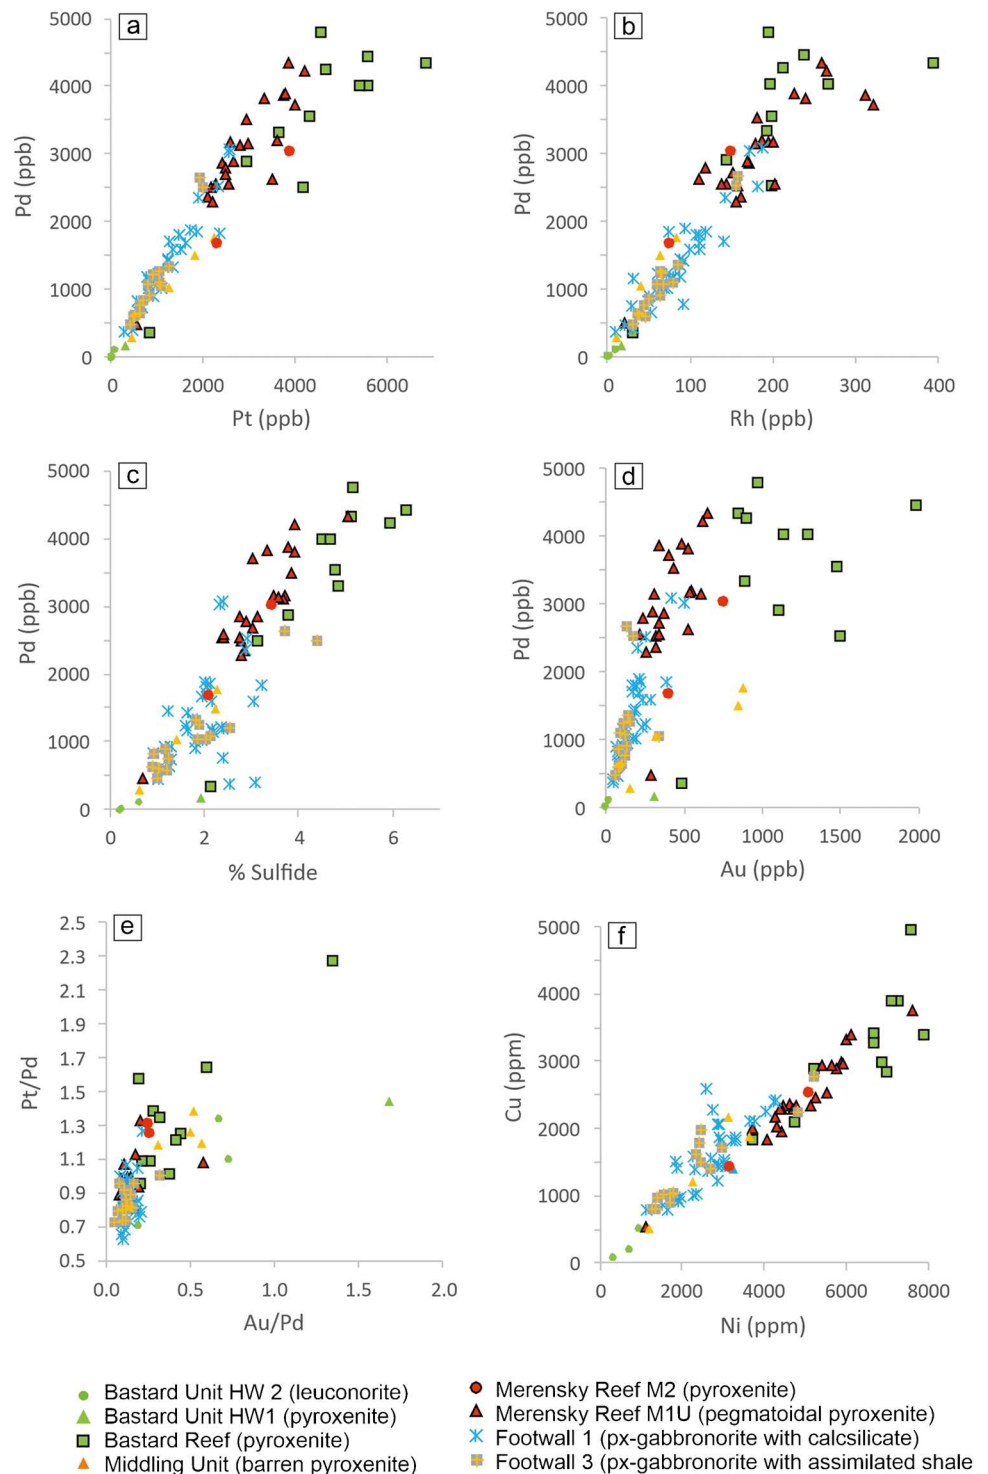 a
5000
4000
3000
2000
1000
0
Pd (ppb)
0 2000 4000 6000
Pt (ppb)
b
5000
4000
3000
2000
1000
0
Pd (ppb)
0 100 200 300 400
Rh (ppb)
c
5000
4000
3000
2000
1000
0
Pd (ppb)
0 2 4 6
% Sulfide
d
5000
4000
3000
2000
1000
0
Pd (ppb)
0 500 1000 1500 2000
Au (ppb)
e
2.5
2.3
2.1
1.9
1.7
1.5
1.3
1.1
0.9
0.7
0.5
Pt/Pd
0.0 0.5 1.0 1.5 2.0
Au/Pd
f
5000
4000
3000
2000
1000
0
Cu (ppm)
0 2000 4000 6000 8000
Ni (ppm)
Bastard Unit HW 2 (leuconorite)
Bastard Unit HW1 (pyroxenite)
Bastard Reef (pyroxenite)
Middling Unit (barren pyroxenite)
Merensky Reef M2 (pyroxenite)
Merensky Reef M1U (pegmatoidal pyroxenite)
Footwall 1 (px-gabbronorite with calcsilicate)
Footwall 3 (px-gabbronorite with assimilated shale